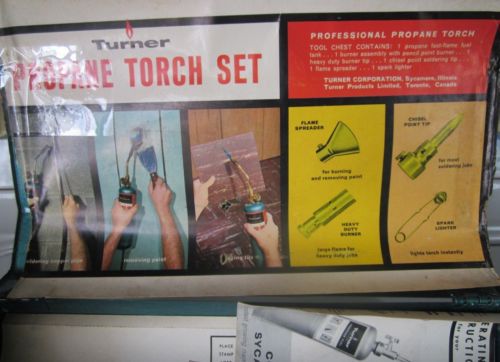 Turner
PROPANE TORCH SET
PROFESSIONAL PROPANE TORCH
TOOL CHEST CONTAINS: 1 propane fast-flame fuel
tank . . . 1 burner assembly with pencil point burner . . . 1
heavy duty burner tip . . . 1 chisel point soldering tip . . .
1 flame spreader . . . 1 spark lighter
TURNER CORPORATION, Sycamore, Illinois
Turner Products Limited, Toronto, Canada
FLAME
SPREADER
for burning
and removing paint
CHISEL
POINT TIP
for most
soldering jobs
HEAVY
DUTY
BURNER
large flame for
heavy duty jobs
SPARK
LIGHTER
lights torch instantly
soldering copper pipe
removing paint
tile
PLACE
STAMP
SYCA
for your